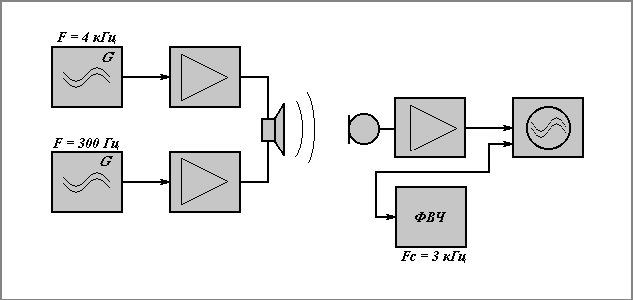 F = 4 кГц
G
F = 300 Гц
G
ФВЧ
Fc = 3 кГц